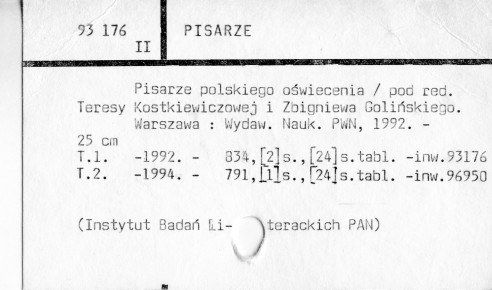 93 176 PISARZE
II
Pisarze polskiego oświecenia / pod red.
Teresy Kostkiewiczowej i Zbigniewa Golińskiego.
Warszawa : Wydaw. Nauk. PWN, 1992. -
25 cm
T.1. -1992. - 834,[2]s.,[24]s.tabl. -inw.93176
T.2. -1994. - 791,[1]s.,[24]s.tabl. -inw.96950
(Instytut Badań Li- terackich PAN)